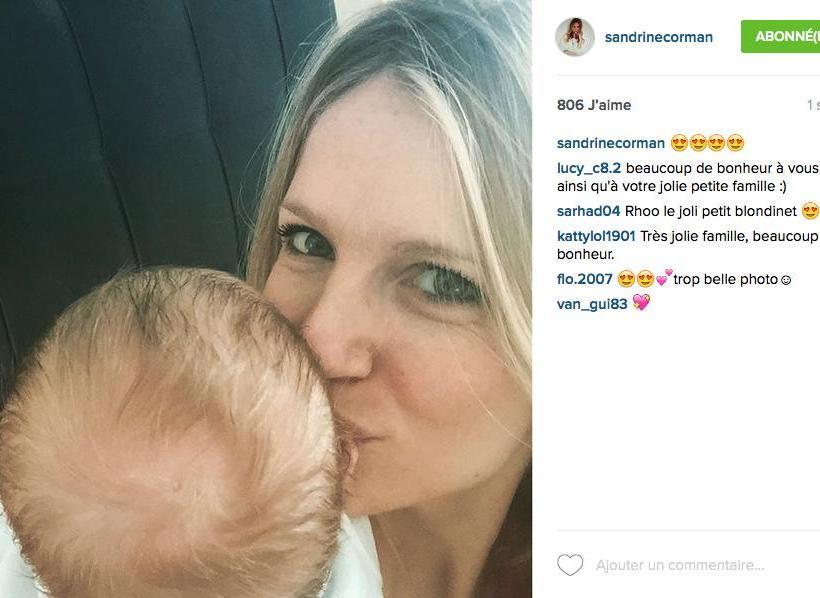 sandrinecorman
ABONNÉ(
806 J'aime
1 s
sandrinecorman 😍😍😍😍
lucy_c8.2 beaucoup de bonheur à vous
ainsi qu'à votre jolie petite famille :)
sarhad04 Rhoo le joli petit blondinet 😍
kattylol1901 Très jolie famille, beaucoup
bonheur.
flo.2007 😍😍💕trop belle photo☺
van_gui83 💖
Ajouter un commentaire...